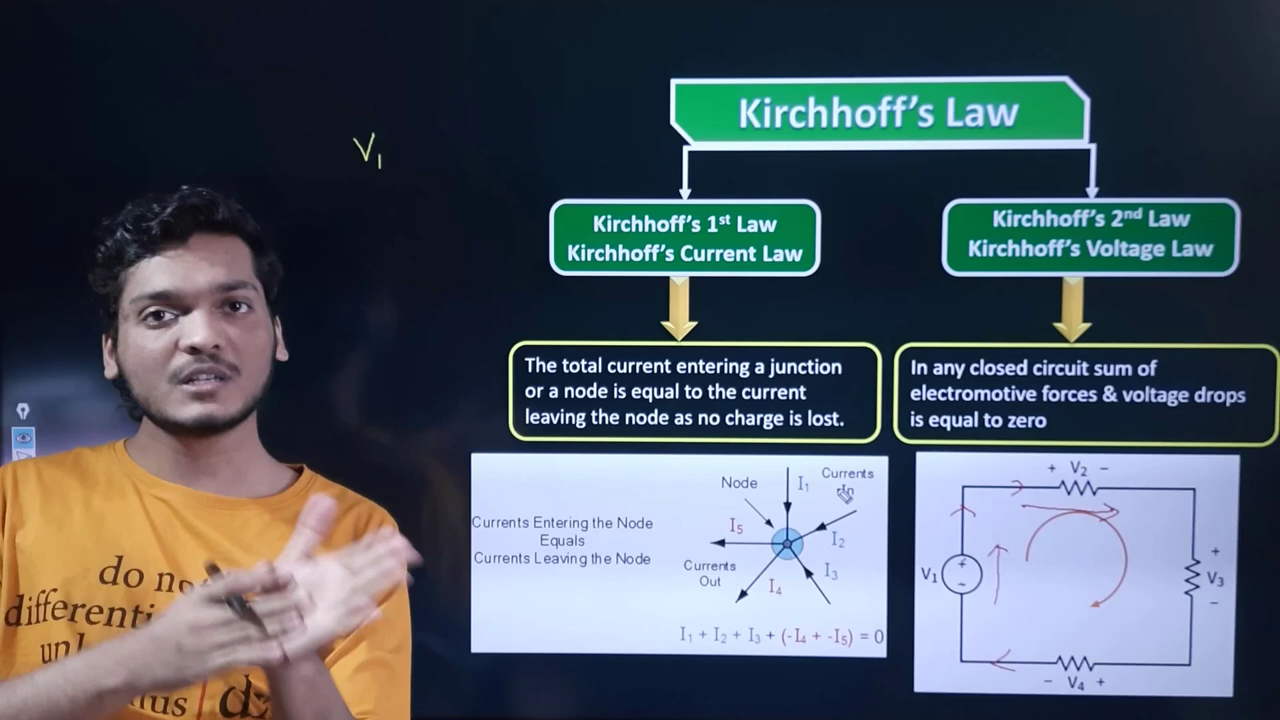 V₁
Kirchhoff's Law
Kirchhoff's 1st Law
Kirchhoff's Current Law
Kirchhoff's 2nd Law
Kirchhoff's Voltage Law
The total current entering a junction
or a node is equal to the current
leaving the node as no charge is lost.
In any closed circuit sum of
electromotive forces & voltage drops
is equal to zero
Currents Entering the Node
Equals
Currents Leaving the Node
Node
I₁
Currents
I₅
I₂
Currents
Out
I₃
I₄
I₁ + I₂ + I₃ + (-I₄ + -I₅) = 0
+ V₂ -
V₁
+
-
+
V₃
-
- V₄ +
do
differenti